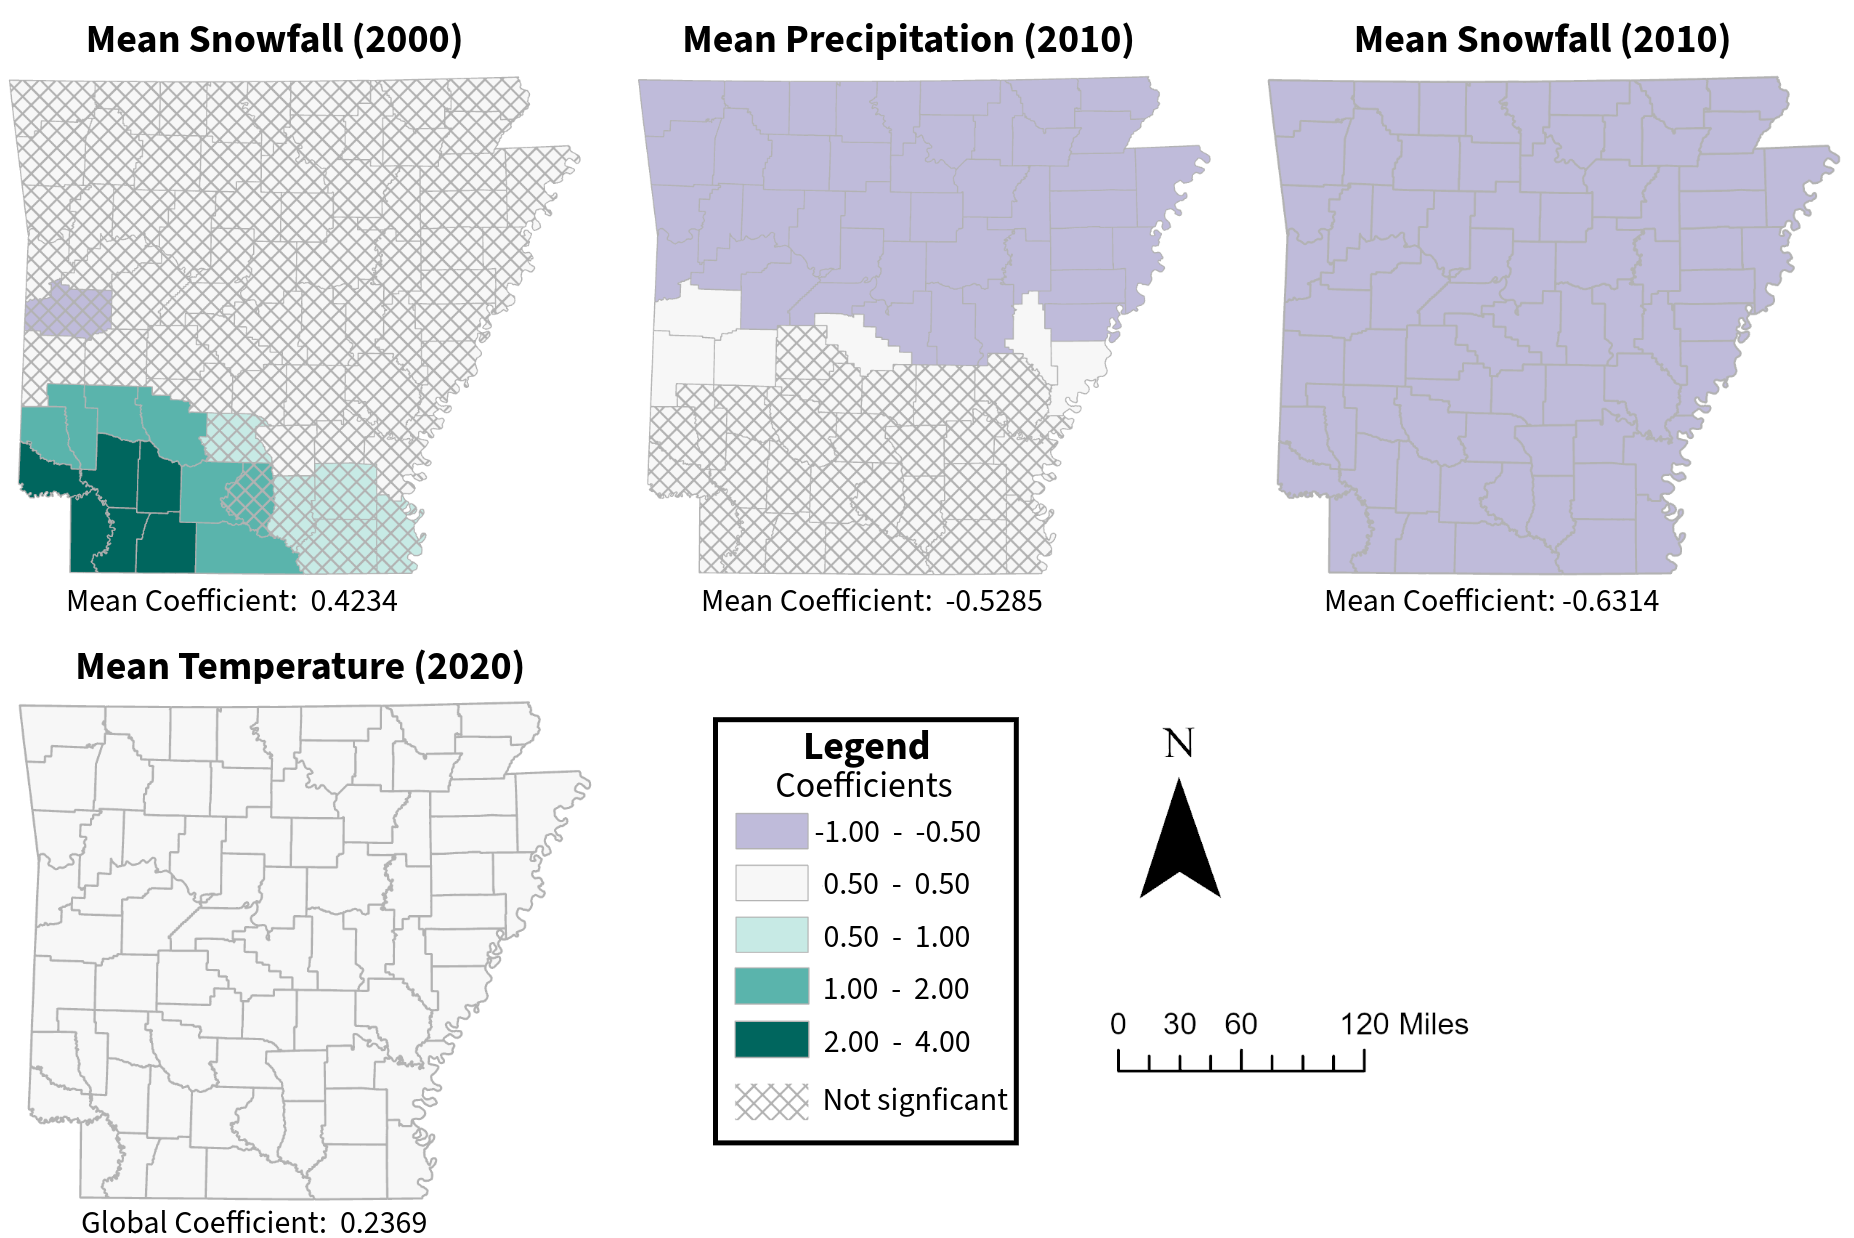 Mean Snowfall (2000)
Mean Precipitation (2010)
Mean Snowfall (2010)
Mean Coefficient: 0.4234
Mean Coefficient: -0.5285
Mean Coefficient: -0.6314
Mean Temperature (2020)
Global Coefficient: 0.2369
Legend
Coefficients
-1.00 - -0.50
0.50 - 0.50
0.50 - 1.00
1.00 - 2.00
2.00 - 4.00
Not signficant
N
0 30 60 120 Miles